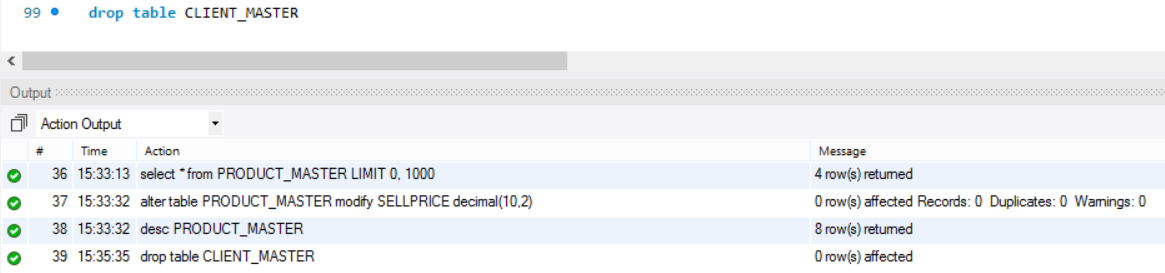 99 drop table CLIENT_MASTER
Output
Action Output
# Time Action Message
36 15:33:13 select * from PRODUCT_MASTER LIMIT 0, 1000 4 row(s) returned
37 15:33:32 alter table PRODUCT_MASTER modify SELLPRICE decimal(10,2) 0 row(s) affected Records: 0 Duplicates: 0 Warnings: 0
38 15:33:32 desc PRODUCT_MASTER 8 row(s) returned
39 15:35:35 drop table CLIENT_MASTER 0 row(s) affected